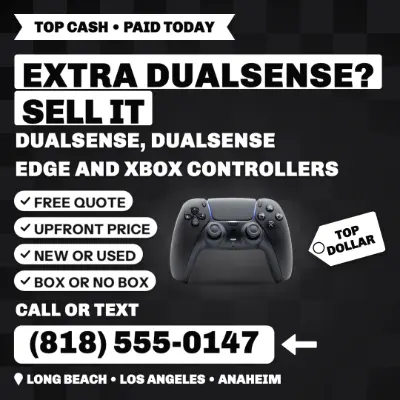 TOP CASH • PAID TODAY
EXTRA DUALSENSE?
SELL IT
DUALSENSE, DUALSENSE
EDGE AND XBOX CONTROLLERS
FREE QUOTE
UPFRONT PRICE
NEW OR USED
BOX OR NO BOX
TOP
DOLLAR
CALL OR TEXT
(818) 555-0147
LONG BEACH • LOS ANGELES • ANAHEIM